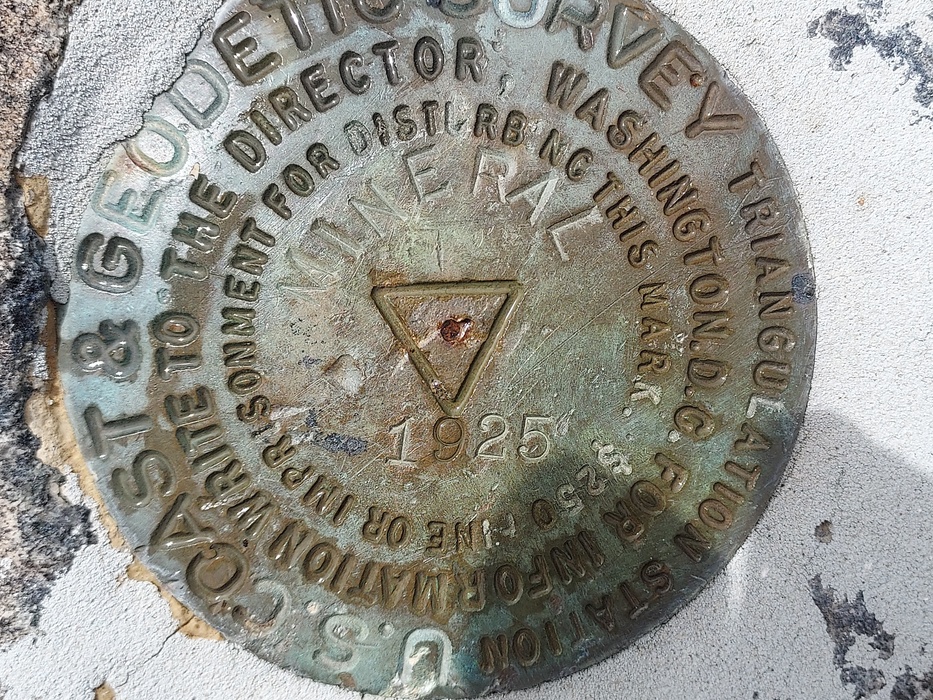 U.S. COAST & GEODETIC SURVEY
TRIANGULATION STATION
FOR INFORMATION WRITE TO THE DIRECTOR, WASHINGTON, D.C.
$250 FINE OR IMPRISONMENT FOR DISTURBING THIS MARK.
MINERAL
1925